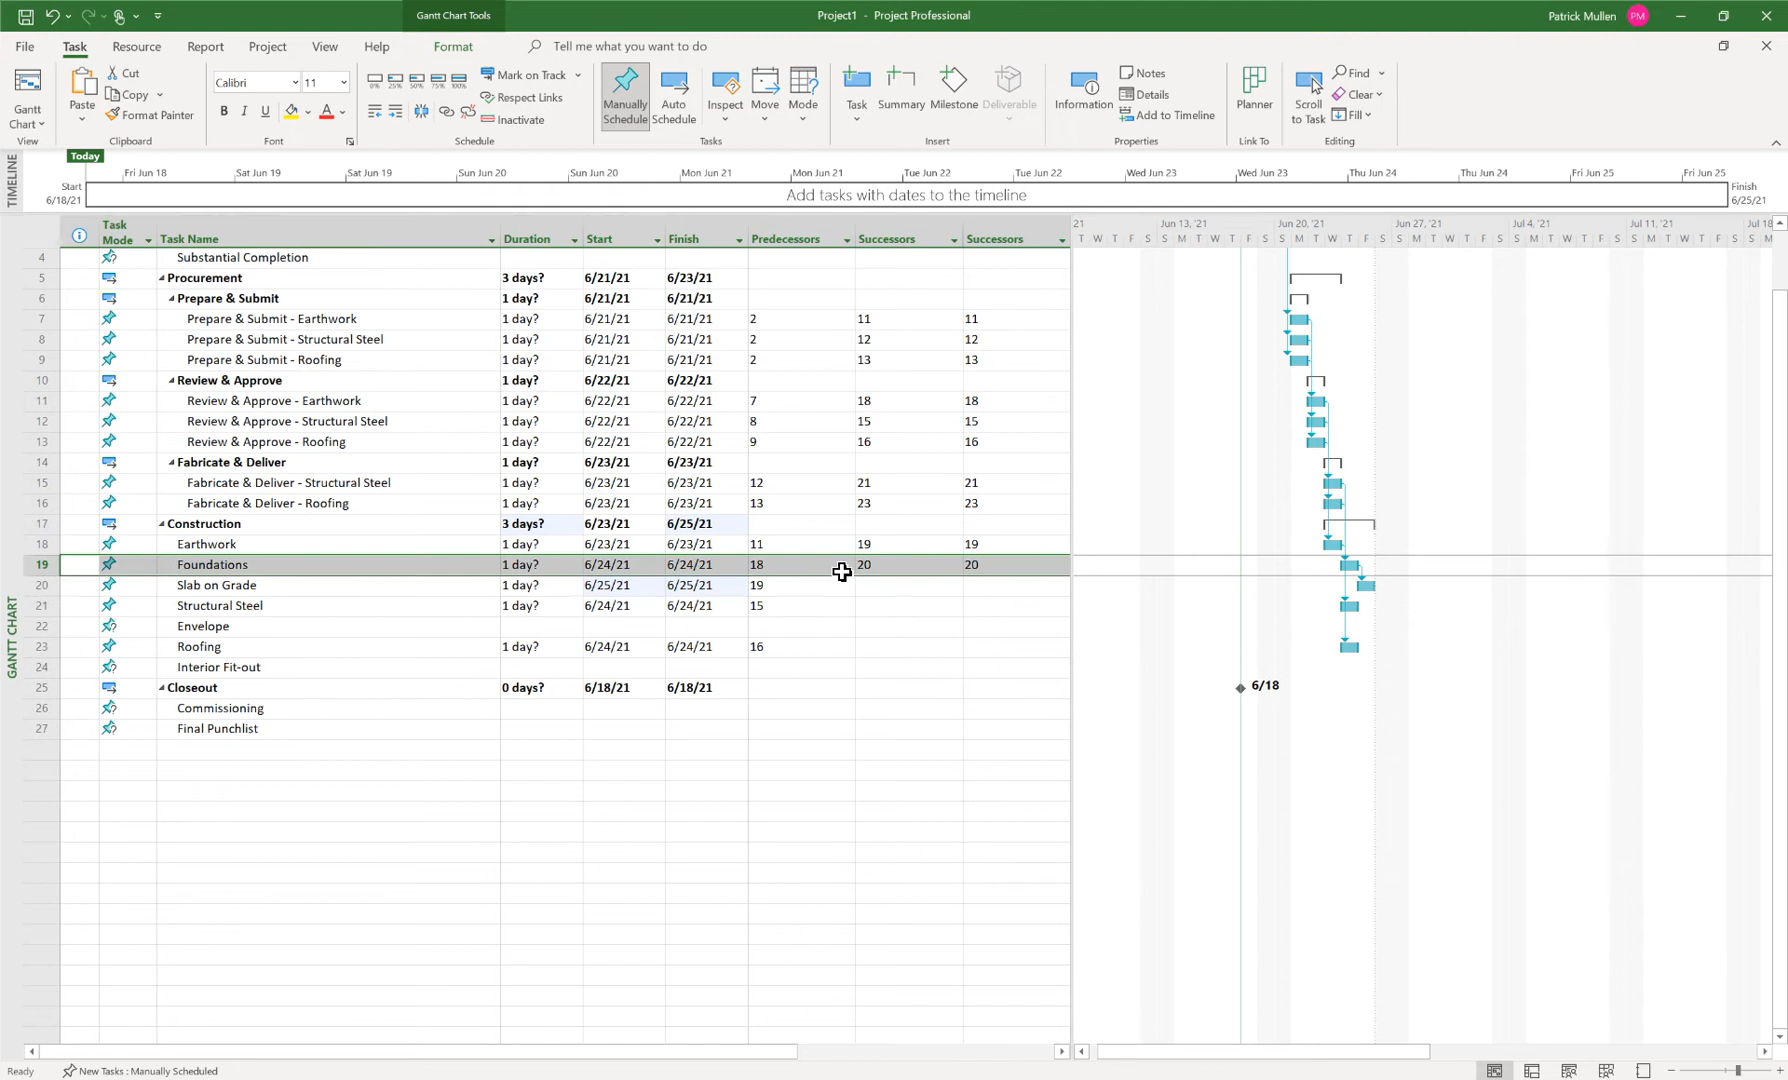 Gantt Chart Tools
Project1 - Project Professional
Patrick Mullen PM
File Task Resource Report Project View Help Format Tell me what you want to do
Gantt Chart
View
Paste
Cut
Copy
Format Painter
Clipboard
Calibri 11
B I U A
Font
0% 25% 50% 75% 100%
Mark on Track
Respect Links
Inactivate
Schedule
Manually Schedule
Auto Schedule
Inspect
Move
Mode
Tasks
Task
Summary
Milestone
Deliverable
Insert
Information
Notes
Details
Add to Timeline
Properties
Planner
Link To
Scroll to Task
Find
Clear
Fill
Editing
TIMELINE
Today
Fri Jun 18 Sat Jun 19 Sat Jun 19 Sun Jun 20 Sun Jun 20 Mon Jun 21 Mon Jun 21 Tue Jun 22 Tue Jun 22 Wed Jun 23 Wed Jun 23 Thu Jun 24 Thu Jun 24 Fri Jun 25 Fri Jun 25
Start
6/18/21
Add tasks with dates to the timeline
Finish
6/25/21
GANTT CHART
Task Mode Task Name Duration Start Finish Predecessors Successors Successors
21 Jun 13, '21 Jun 20, '21 Jun 27, '21 Jul 4, '21 Jul 11, '21 Jul 18
T W T F S S M T W T F S S M T W T F S S M T W T F S S M T W T F S S M T W T F S S M
4 Substantial Completion
5 Procurement 3 days? 6/21/21 6/23/21
6 Prepare & Submit 1 day? 6/21/21 6/21/21
7 Prepare & Submit - Earthwork 1 day? 6/21/21 6/21/21 2 11 11
8 Prepare & Submit - Structural Steel 1 day? 6/21/21 6/21/21 2 12 12
9 Prepare & Submit - Roofing 1 day? 6/21/21 6/21/21 2 13 13
10 Review & Approve 1 day? 6/22/21 6/22/21
11 Review & Approve - Earthwork 1 day? 6/22/21 6/22/21 7 18 18
12 Review & Approve - Structural Steel 1 day? 6/22/21 6/22/21 8 15 15
13 Review & Approve - Roofing 1 day? 6/22/21 6/22/21 9 16 16
14 Fabricate & Deliver 1 day? 6/23/21 6/23/21
15 Fabricate & Deliver - Structural Steel 1 day? 6/23/21 6/23/21 12 21 21
16 Fabricate & Deliver - Roofing 1 day? 6/23/21 6/23/21 13 23 23
17 Construction 3 days? 6/23/21 6/25/21
18 Earthwork 1 day? 6/23/21 6/23/21 11 19 19
19 Foundations 1 day? 6/24/21 6/24/21 18 20 20
20 Slab on Grade 1 day? 6/25/21 6/25/21 19
21 Structural Steel 1 day? 6/24/21 6/24/21 15
22 Envelope
23 Roofing 1 day? 6/24/21 6/24/21 16
24 Interior Fit-out
25 Closeout 0 days? 6/18/21 6/18/21 6/18
26 Commissioning
27 Final Punchlist
Ready New Tasks : Manually Scheduled